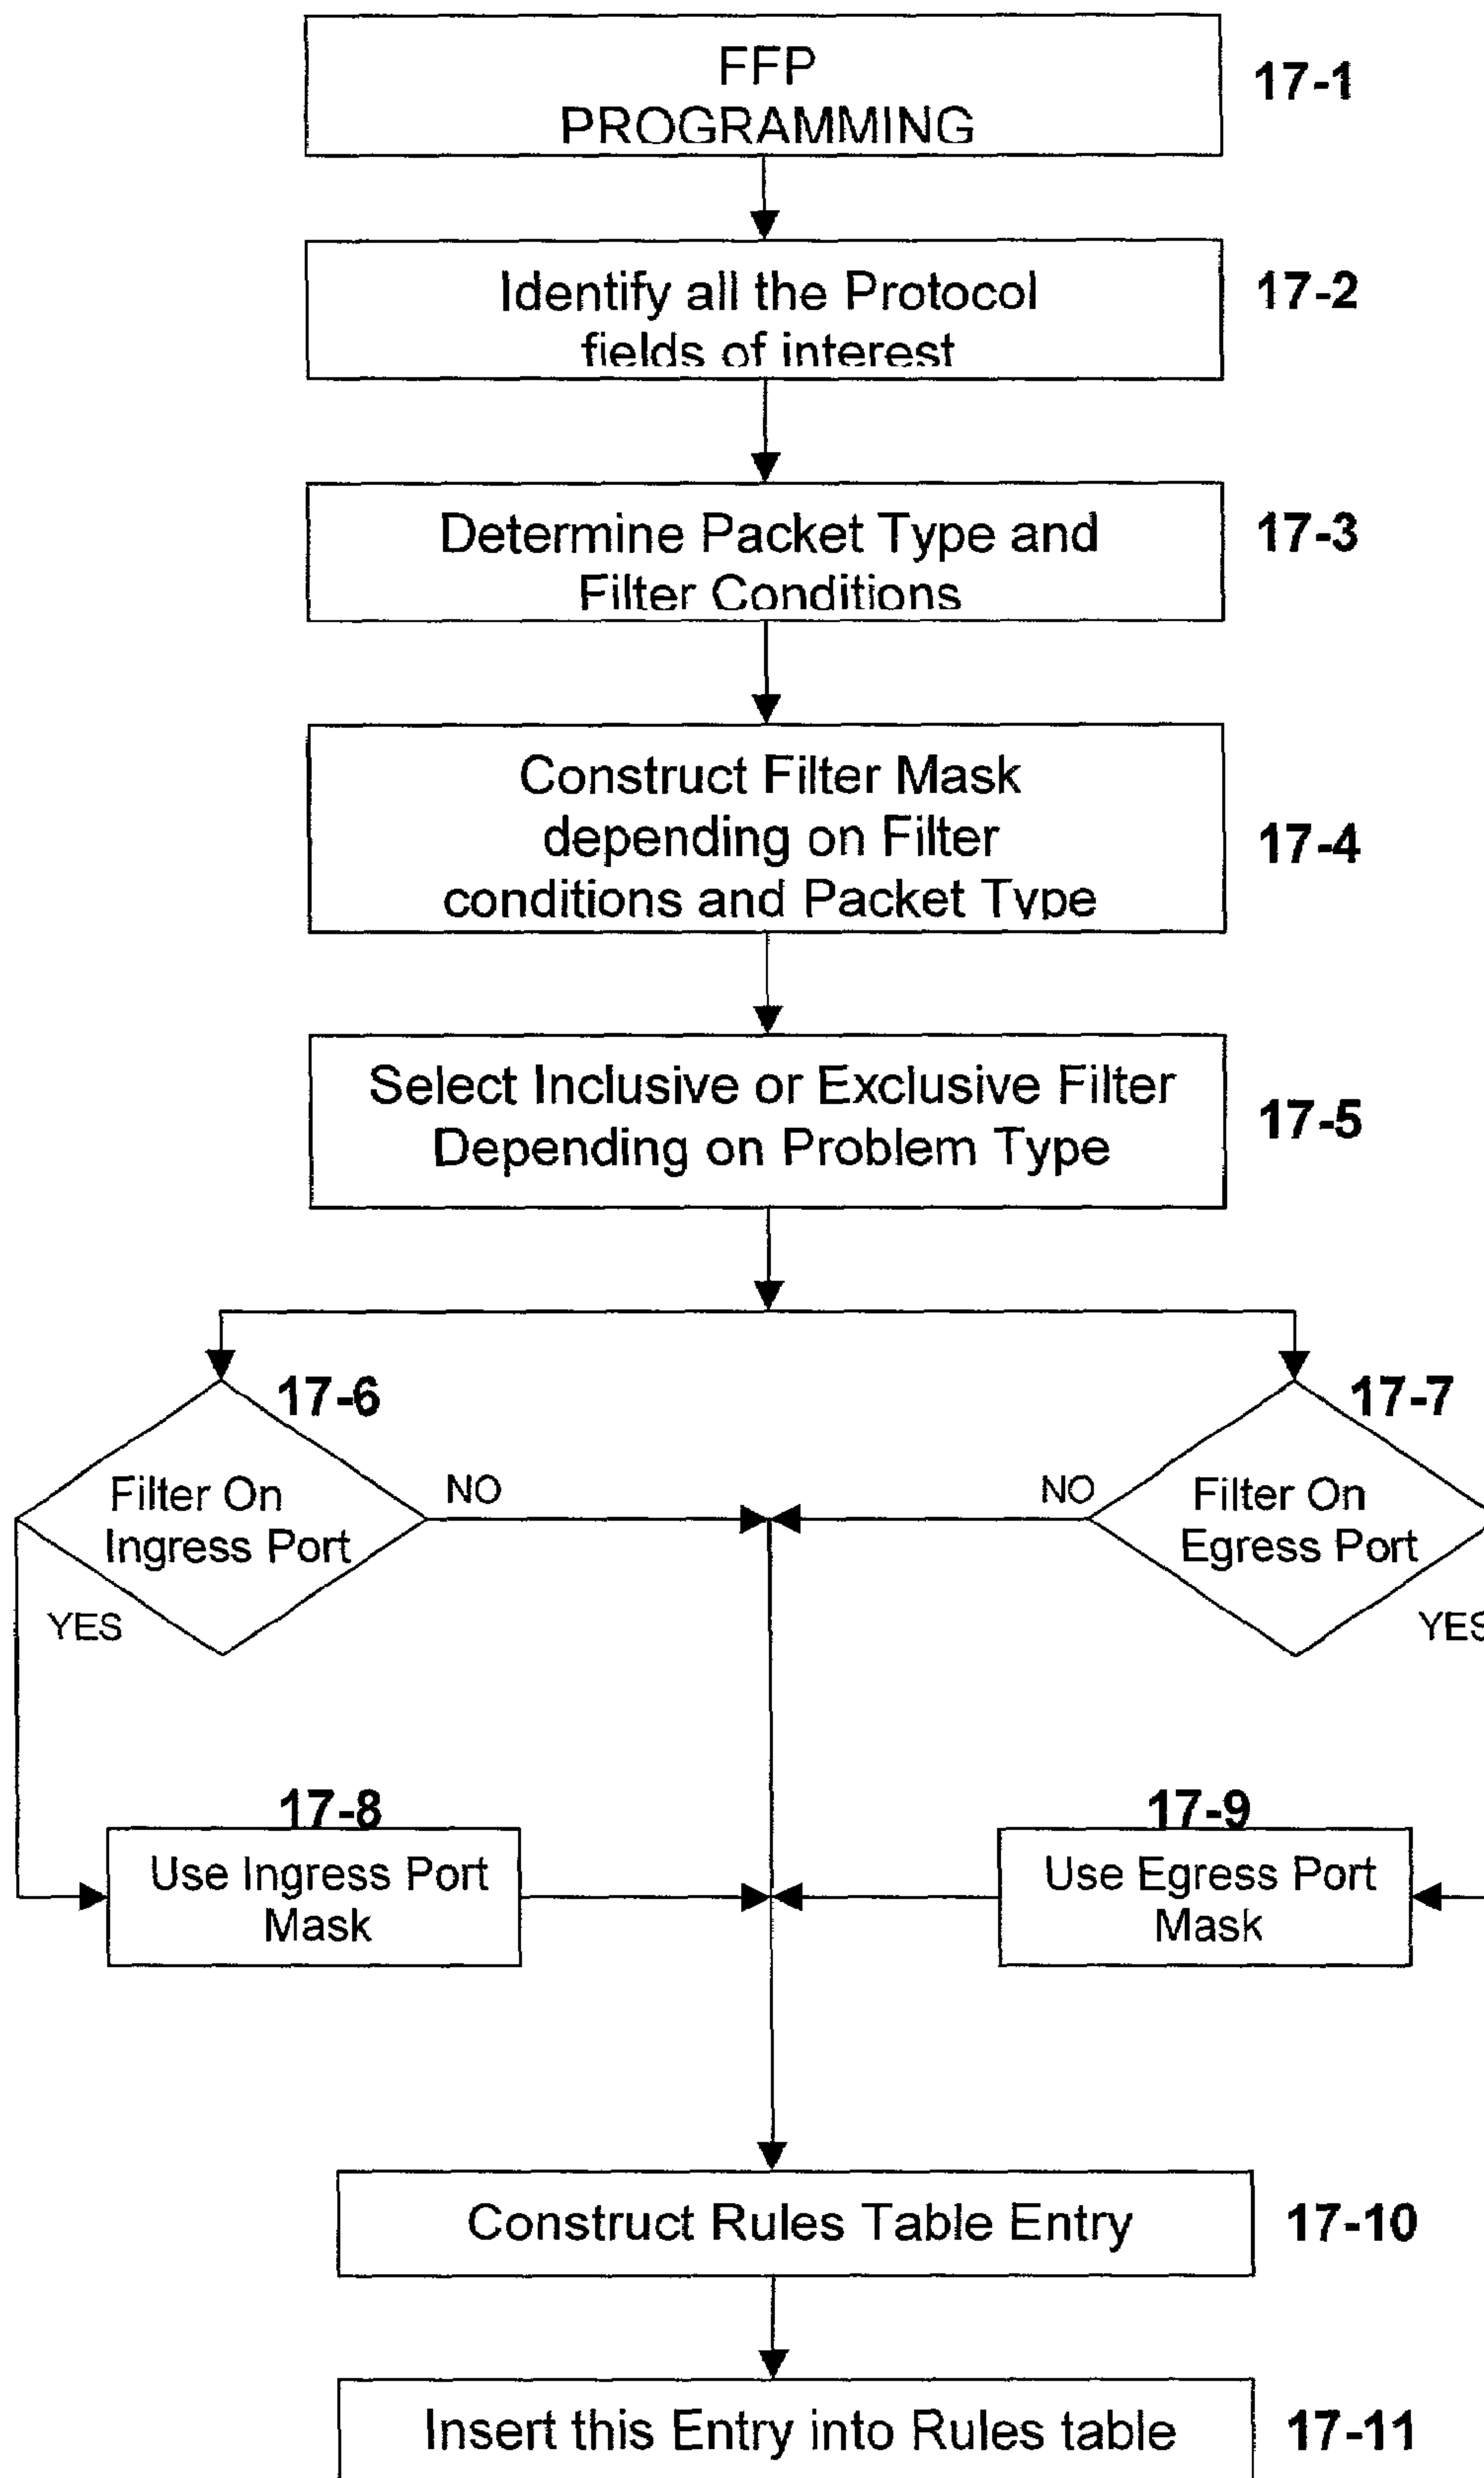 FFP
PROGRAMMING
17-1
Identify all the Protocol
fields of interest
17-2
Determine Packet Type and
Filter Conditions
17-3
Construct Filter Mask
depending on Filter
conditions and Packet Type
17-4
Select Inclusive or Exclusive Filter
Depending on Problem Type
17-5
17-6
17-7
Filter On
Ingress Port
NO
NO
Filter On
Egress Port
YES
YES
17-8
17-9
Use Ingress Port
Mask
Use Egress Port
Mask
Construct Rules Table Entry
17-10
Insert this Entry into Rules table
17-11